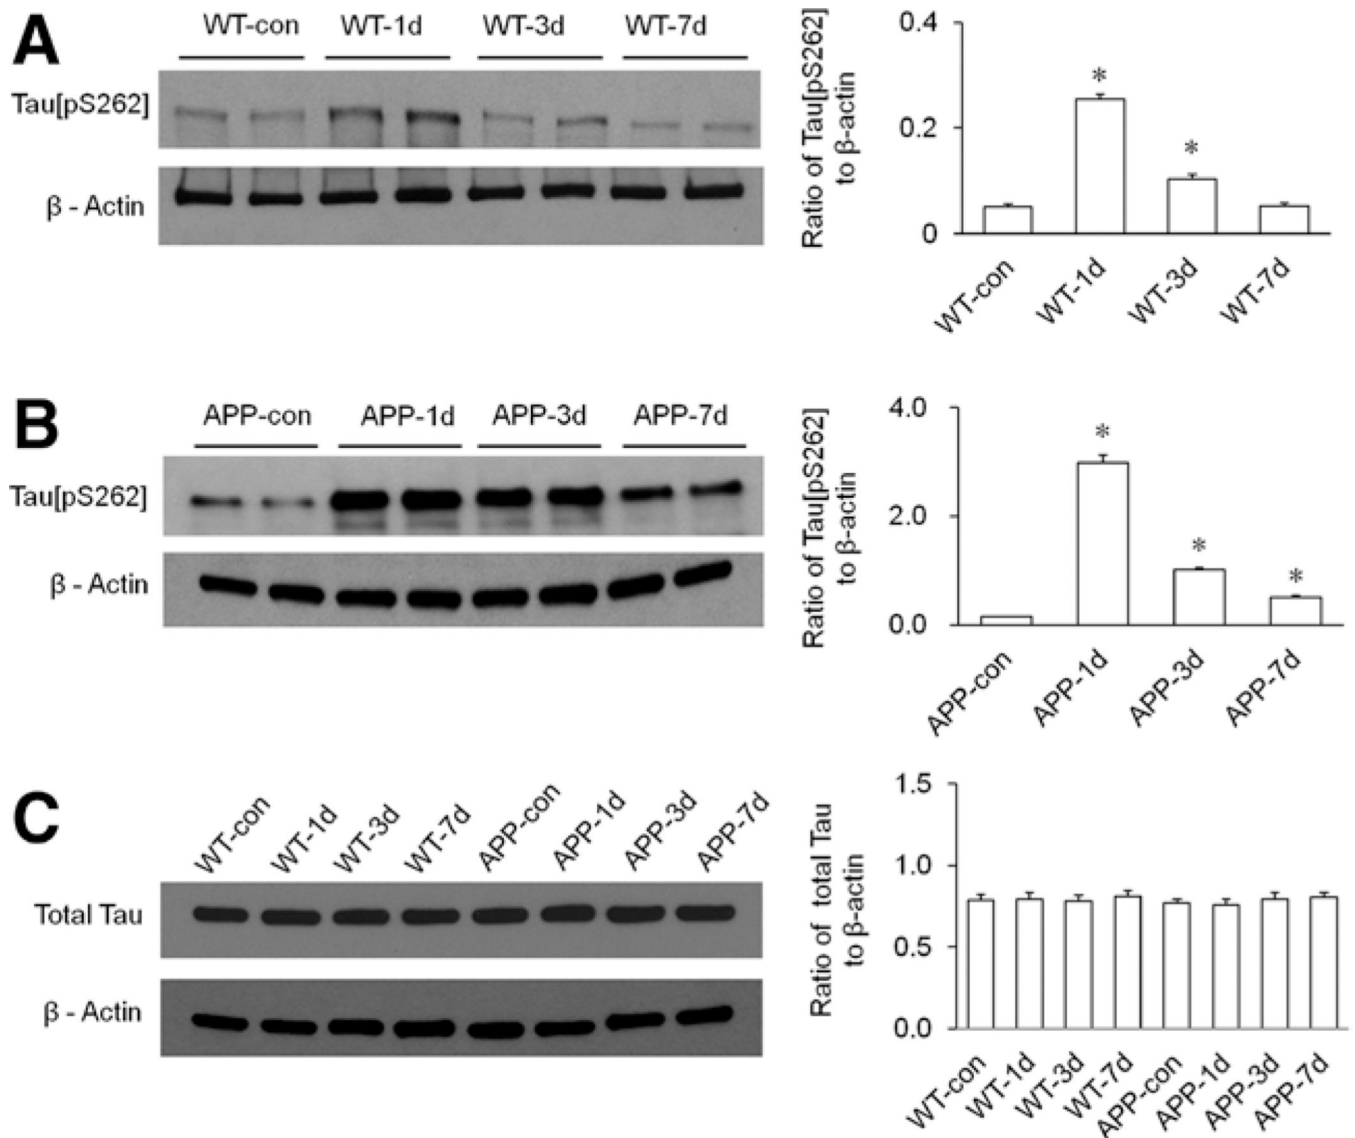 A
WT-con WT-1d WT-3d WT-7d
Tau[pS262]
β - Actin
Ratio of Tau[pS262]
to β-actin
0.4
0.2
0
*
*
WT-con WT-1d WT-3d WT-7d
B
APP-con APP-1d APP-3d APP-7d
Tau[pS262]
β - Actin
Ratio of Tau[pS262]
to β-actin
4.0
2.0
0.0
*
*
*
APP-con APP-1d APP-3d APP-7d
C
WT-con WT-1d WT-3d WT-7d APP-con APP-1d APP-3d APP-7d
Total Tau
β - Actin
Ratio of total Tau
to β-actin
1.5
1.0
0.5
0.0
WT-con WT-1d WT-3d WT-7d APP-con APP-1d APP-3d APP-7d